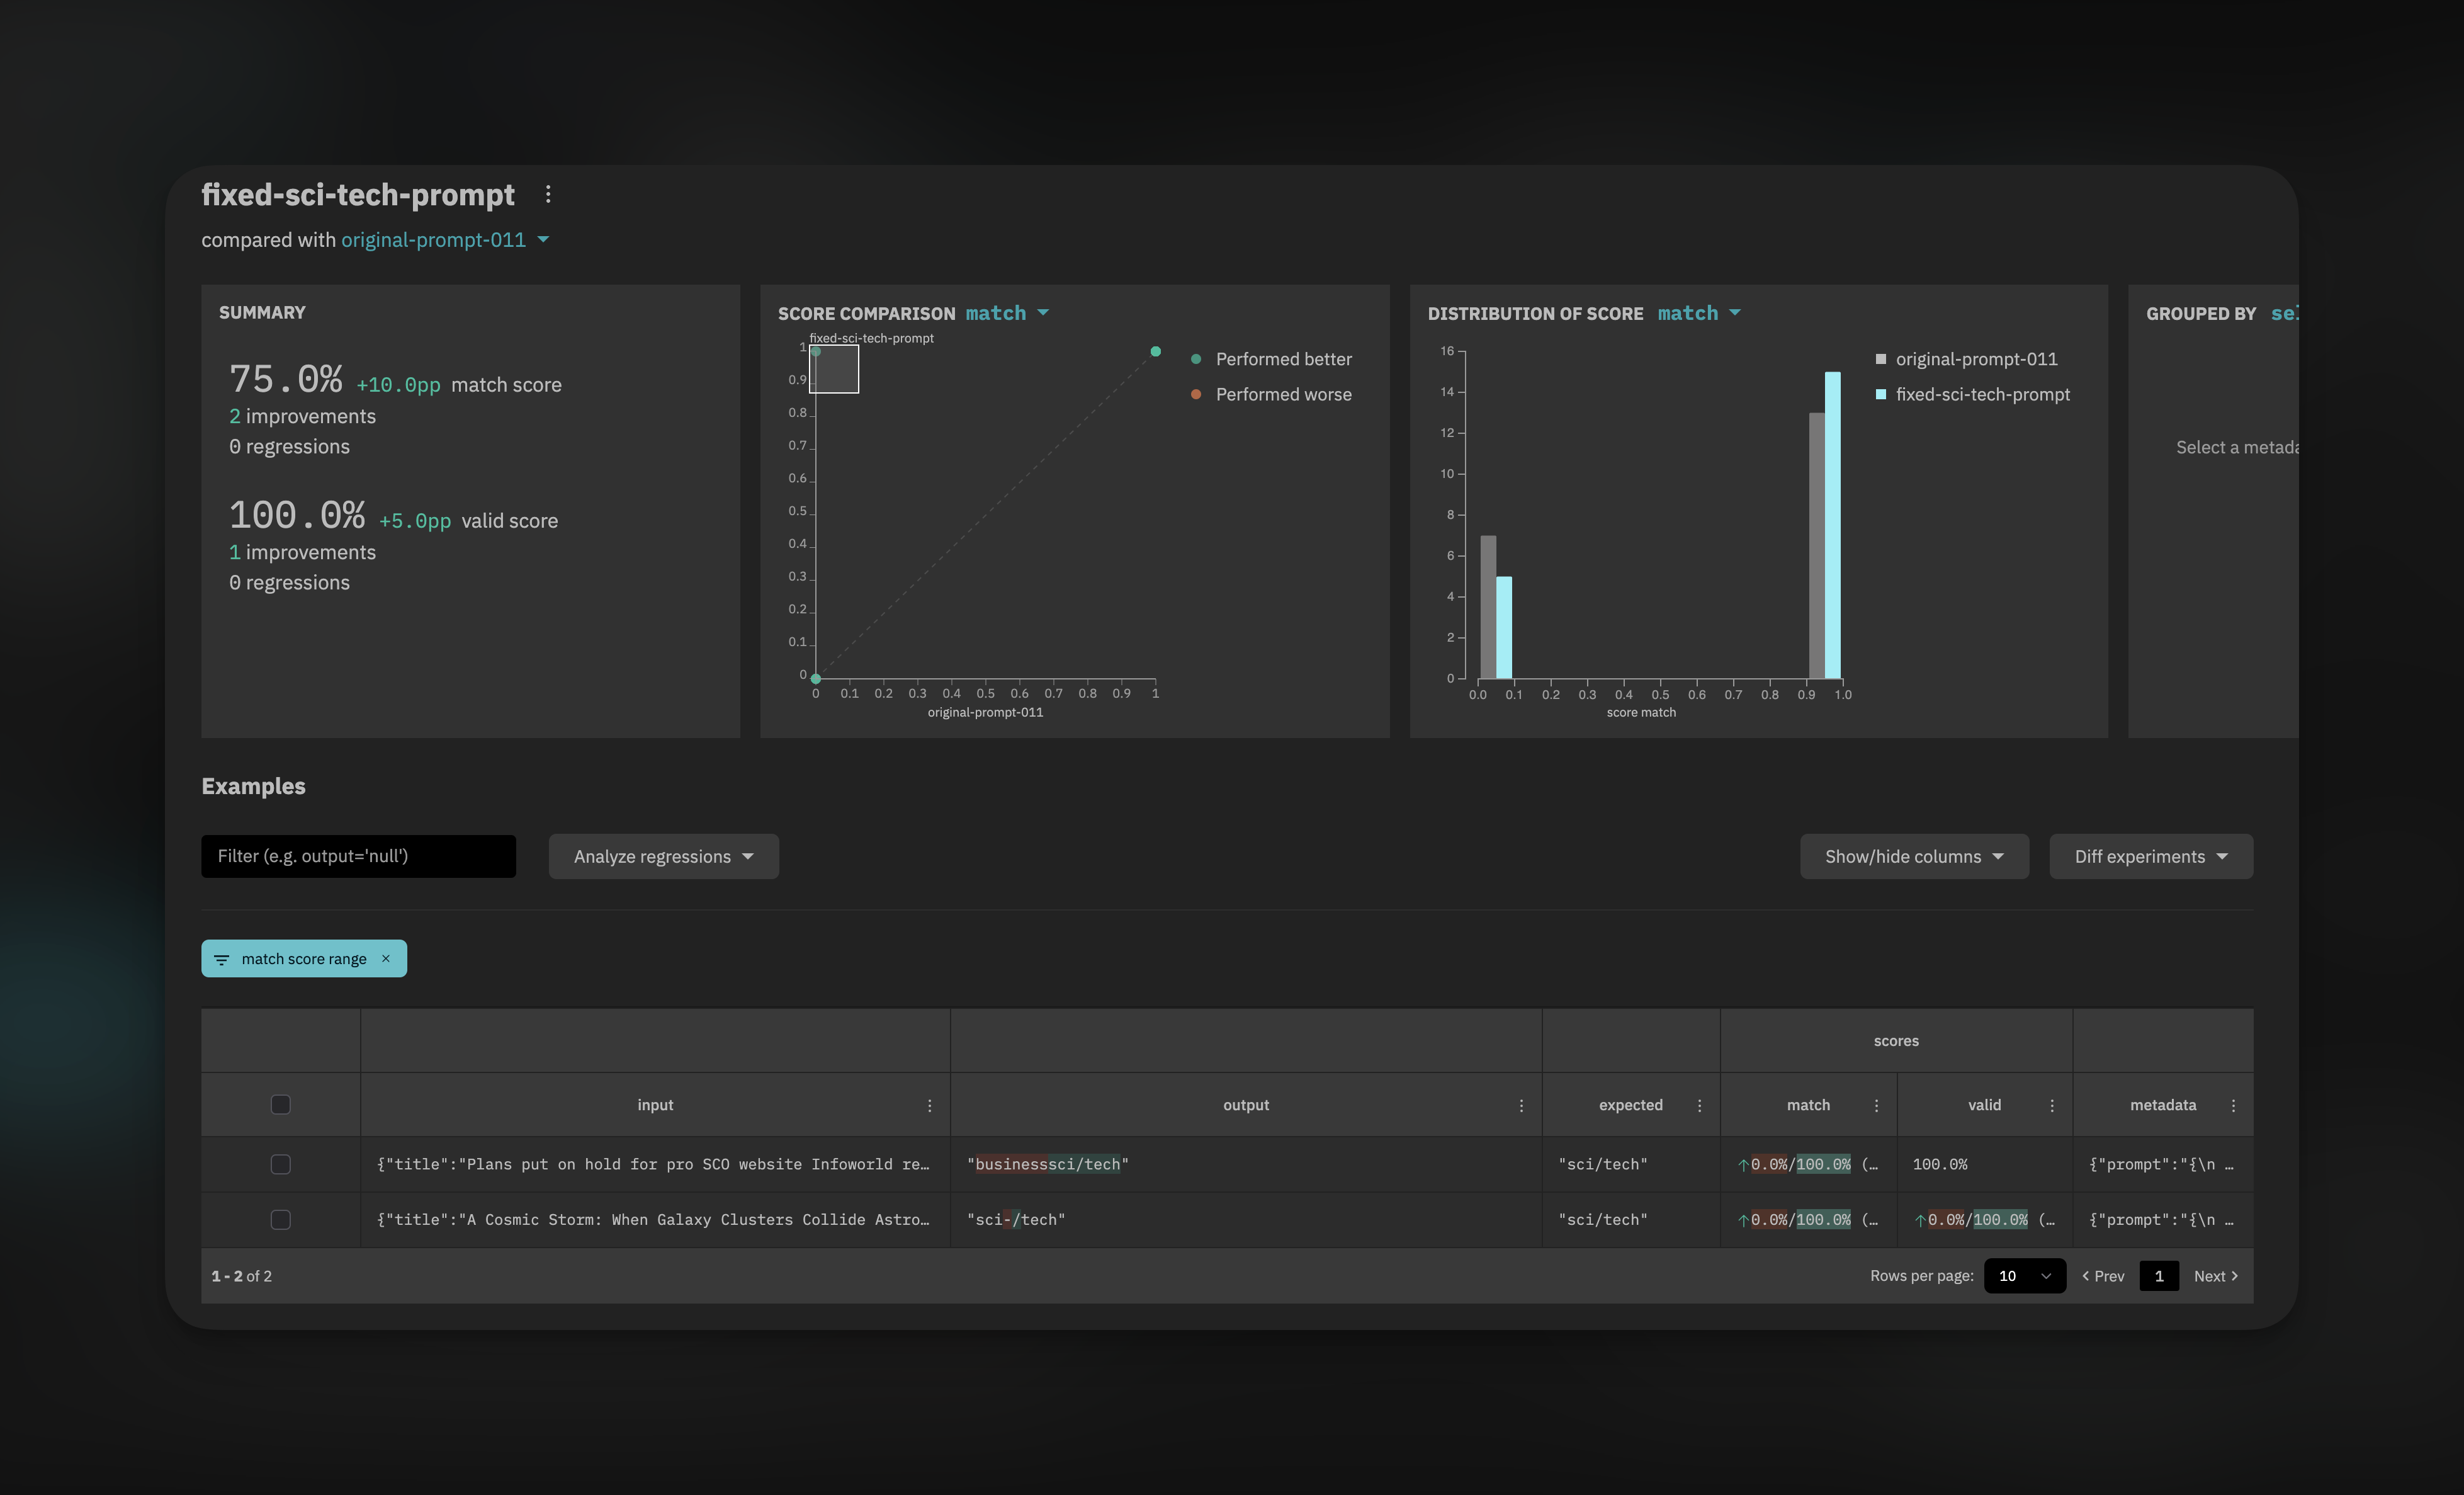 fixed-sci-tech-prompt
compared with original-prompt-011
SUMMARY
75.0% +10.0pp match score
2 improvements
0 regressions
100.0% +5.0pp valid score
1 improvements
0 regressions
SCORE COMPARISON match
fixed-sci-tech-prompt
1
0.9
0.8
0.7
0.6
0.5
0.4
0.3
0.2
0.1
0
0 0.1 0.2 0.3 0.4 0.5 0.6 0.7 0.8 0.9 1
original-prompt-011
Performed better
Performed worse
DISTRIBUTION OF SCORE match
16
14
12
10
8
6
4
2
0
0.0 0.1 0.2 0.3 0.4 0.5 0.6 0.7 0.8 0.9 1.0
score match
original-prompt-011
fixed-sci-tech-prompt
GROUPED BY sel
Select a metada
Examples
Filter (e.g. output='null')
Analyze regressions
Show/hide columns
Diff experiments
match score range ×
scores
input output expected match valid metadata
{"title":"Plans put on hold for pro SCO website Infoworld re… "businesssci/tech" "sci/tech" ↑0.0%/100.0% (… 100.0% {"prompt":"{\n …
{"title":"A Cosmic Storm: When Galaxy Clusters Collide Astro… "sci-/tech" "sci/tech" ↑0.0%/100.0% (… ↑0.0%/100.0% (… {"prompt":"{\n …
1 - 2 of 2
Rows per page: 10 Prev 1 Next